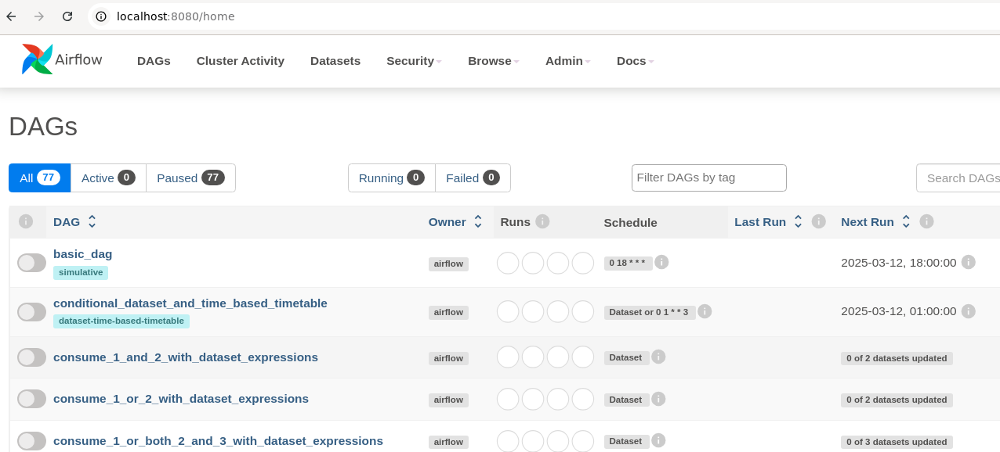 localhost:8080/home
Airflow DAGs Cluster Activity Datasets Security Browse Admin Docs
DAGs
All 77 Active 0 Paused 77 Running 0 Failed 0 Filter DAGs by tag Search DAGs
DAG Owner Runs Schedule Last Run Next Run
basic_dag airflow 0 18 * * * 2025-03-12, 18:00:00
simulative
conditional_dataset_and_time_based_timetable airflow Dataset or 0 1 * * 3 2025-03-12, 01:00:00
dataset-time-based-timetable
consume_1_and_2_with_dataset_expressions airflow Dataset 0 of 2 datasets updated
consume_1_or_2_with_dataset_expressions airflow Dataset 0 of 2 datasets updated
consume_1_or_both_2_and_3_with_dataset_expressions airflow Dataset 0 of 3 datasets updated